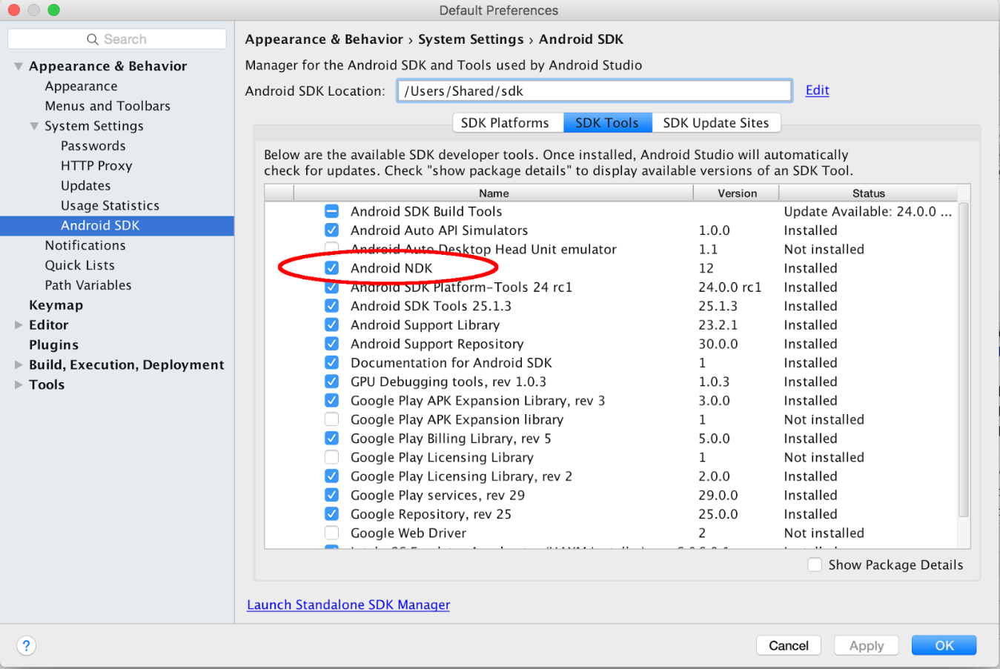 Default Preferences
Search
Appearance & Behavior
Appearance
Menus and Toolbars
System Settings
Passwords
HTTP Proxy
Updates
Usage Statistics
Android SDK
Notifications
Quick Lists
Path Variables
Keymap
Editor
Plugins
Build, Execution, Deployment
Tools
Appearance & Behavior › System Settings › Android SDK
Manager for the Android SDK and Tools used by Android Studio
Android SDK Location: /Users/Shared/sdk Edit
SDK Platforms SDK Tools SDK Update Sites
Below are the available SDK developer tools. Once installed, Android Studio will automatically
check for updates. Check "show package details" to display available versions of an SDK Tool.
Name Version Status
Android SDK Build Tools Update Available: 24.0.0 ...
Android Auto API Simulators 1.0.0 Installed
Android Auto Desktop Head Unit emulator 1.1 Not installed
Android NDK 12 Installed
Android SDK Platform-Tools 24 rc1 24.0.0 rc1 Installed
Android SDK Tools 25.1.3 25.1.3 Installed
Android Support Library 23.2.1 Installed
Android Support Repository 30.0.0 Installed
Documentation for Android SDK 1 Installed
GPU Debugging tools, rev 1.0.3 1.0.3 Installed
Google Play APK Expansion Library, rev 3 3.0.0 Installed
Google Play APK Expansion library 1 Not installed
Google Play Billing Library, rev 5 5.0.0 Installed
Google Play Licensing Library 1 Not installed
Google Play Licensing Library, rev 2 2.0.0 Installed
Google Play services, rev 29 29.0.0 Installed
Google Repository, rev 25 25.0.0 Installed
Google Web Driver 2 Not installed
Show Package Details
Launch Standalone SDK Manager
? Cancel Apply OK